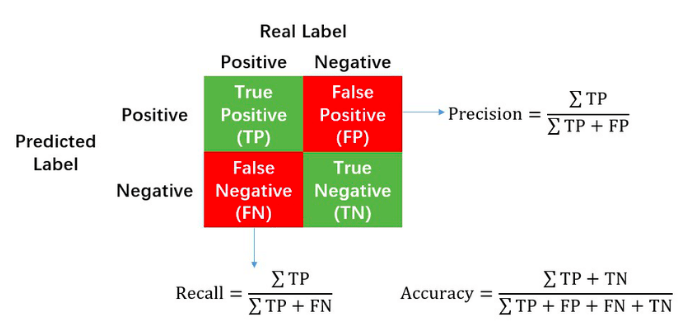 Real Label
Positive Negative
Predicted Label
Positive
True Positive (TP)
False Positive (FP)
Precision = ∑ TP / ∑ TP + FP
Negative
False Negative (FN)
True Negative (TN)
Recall = ∑ TP / ∑ TP + FN
Accuracy = ∑ TP + TN / ∑ TP + FP + FN + TN